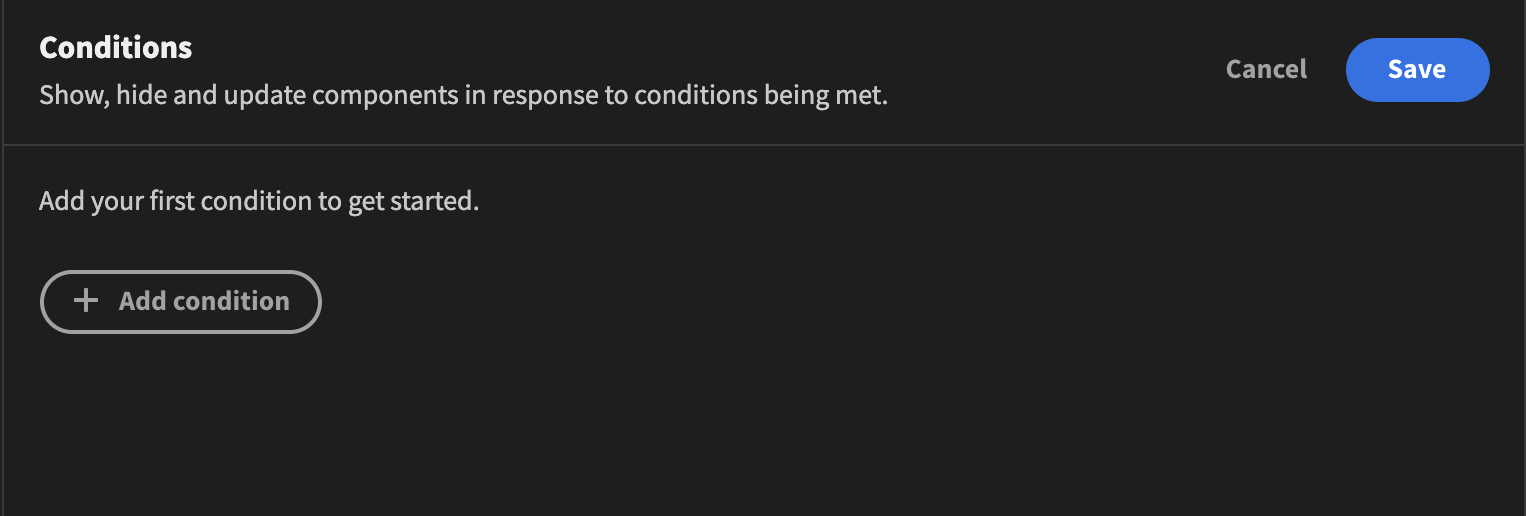 Conditions
Show, hide and update components in response to conditions being met.
Cancel
Save
Add your first condition to get started.
Add condition